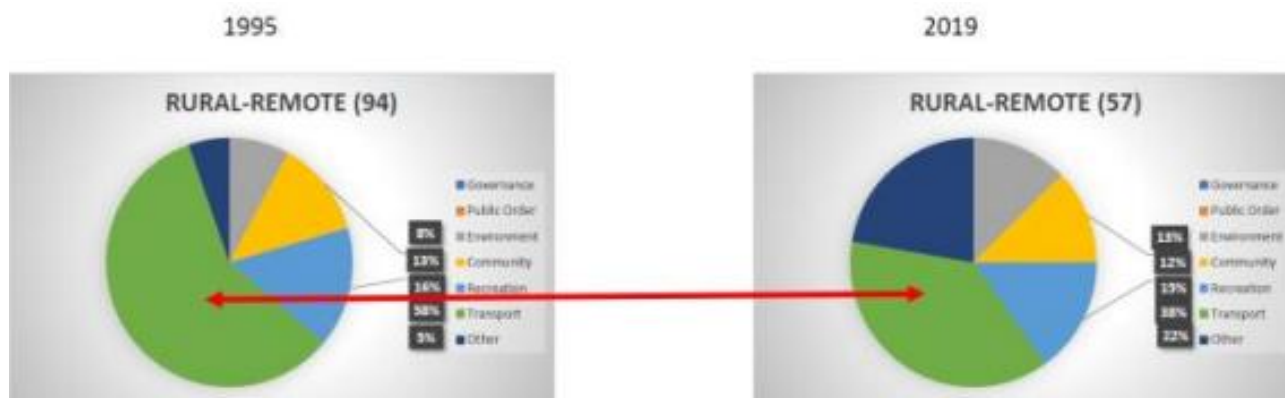 1995
2019
RURAL-REMOTE (94)
Governance
Public Order
8% Environment
13% Community
16% Recreation
58% Transport
5% Other
RURAL-REMOTE (57)
Governance
Public Order
13% Environment
12% Community
15% Recreation
38% Transport
22% Other